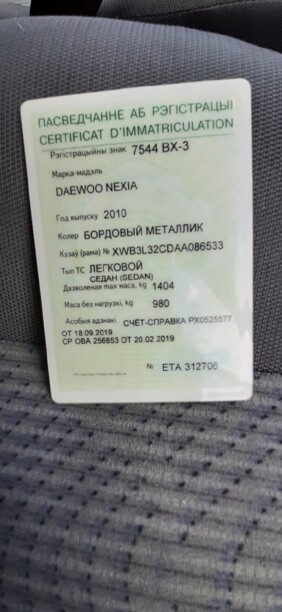 ПАСВЕДЧАННЕ АБ РЭГІСТРАЦЫІ
CERTIFICAT D'IMMATRICULATION
Рэгістрацыйны знак 7544 BX-3
Марка-мадэль
DAEWOO NEXIA
Год выпуску 2010
Колер БОРДОВЫЙ МЕТАЛЛИК
Кузаў (рама) № XWB3L32CDAA086533
Тып ТС ЛЕГКОВОЙ
СЕДАН (SEDAN)
Дазволеная max маса, kg 1404
Маса без нагрузкі, kg 980
Асобыя адзнакі СЧЁТ-СПРАВКА РХ0525577
ОТ 18.09.2019
СР ОВА 256853 ОТ 20.02.2019
№ ЕТА 312706